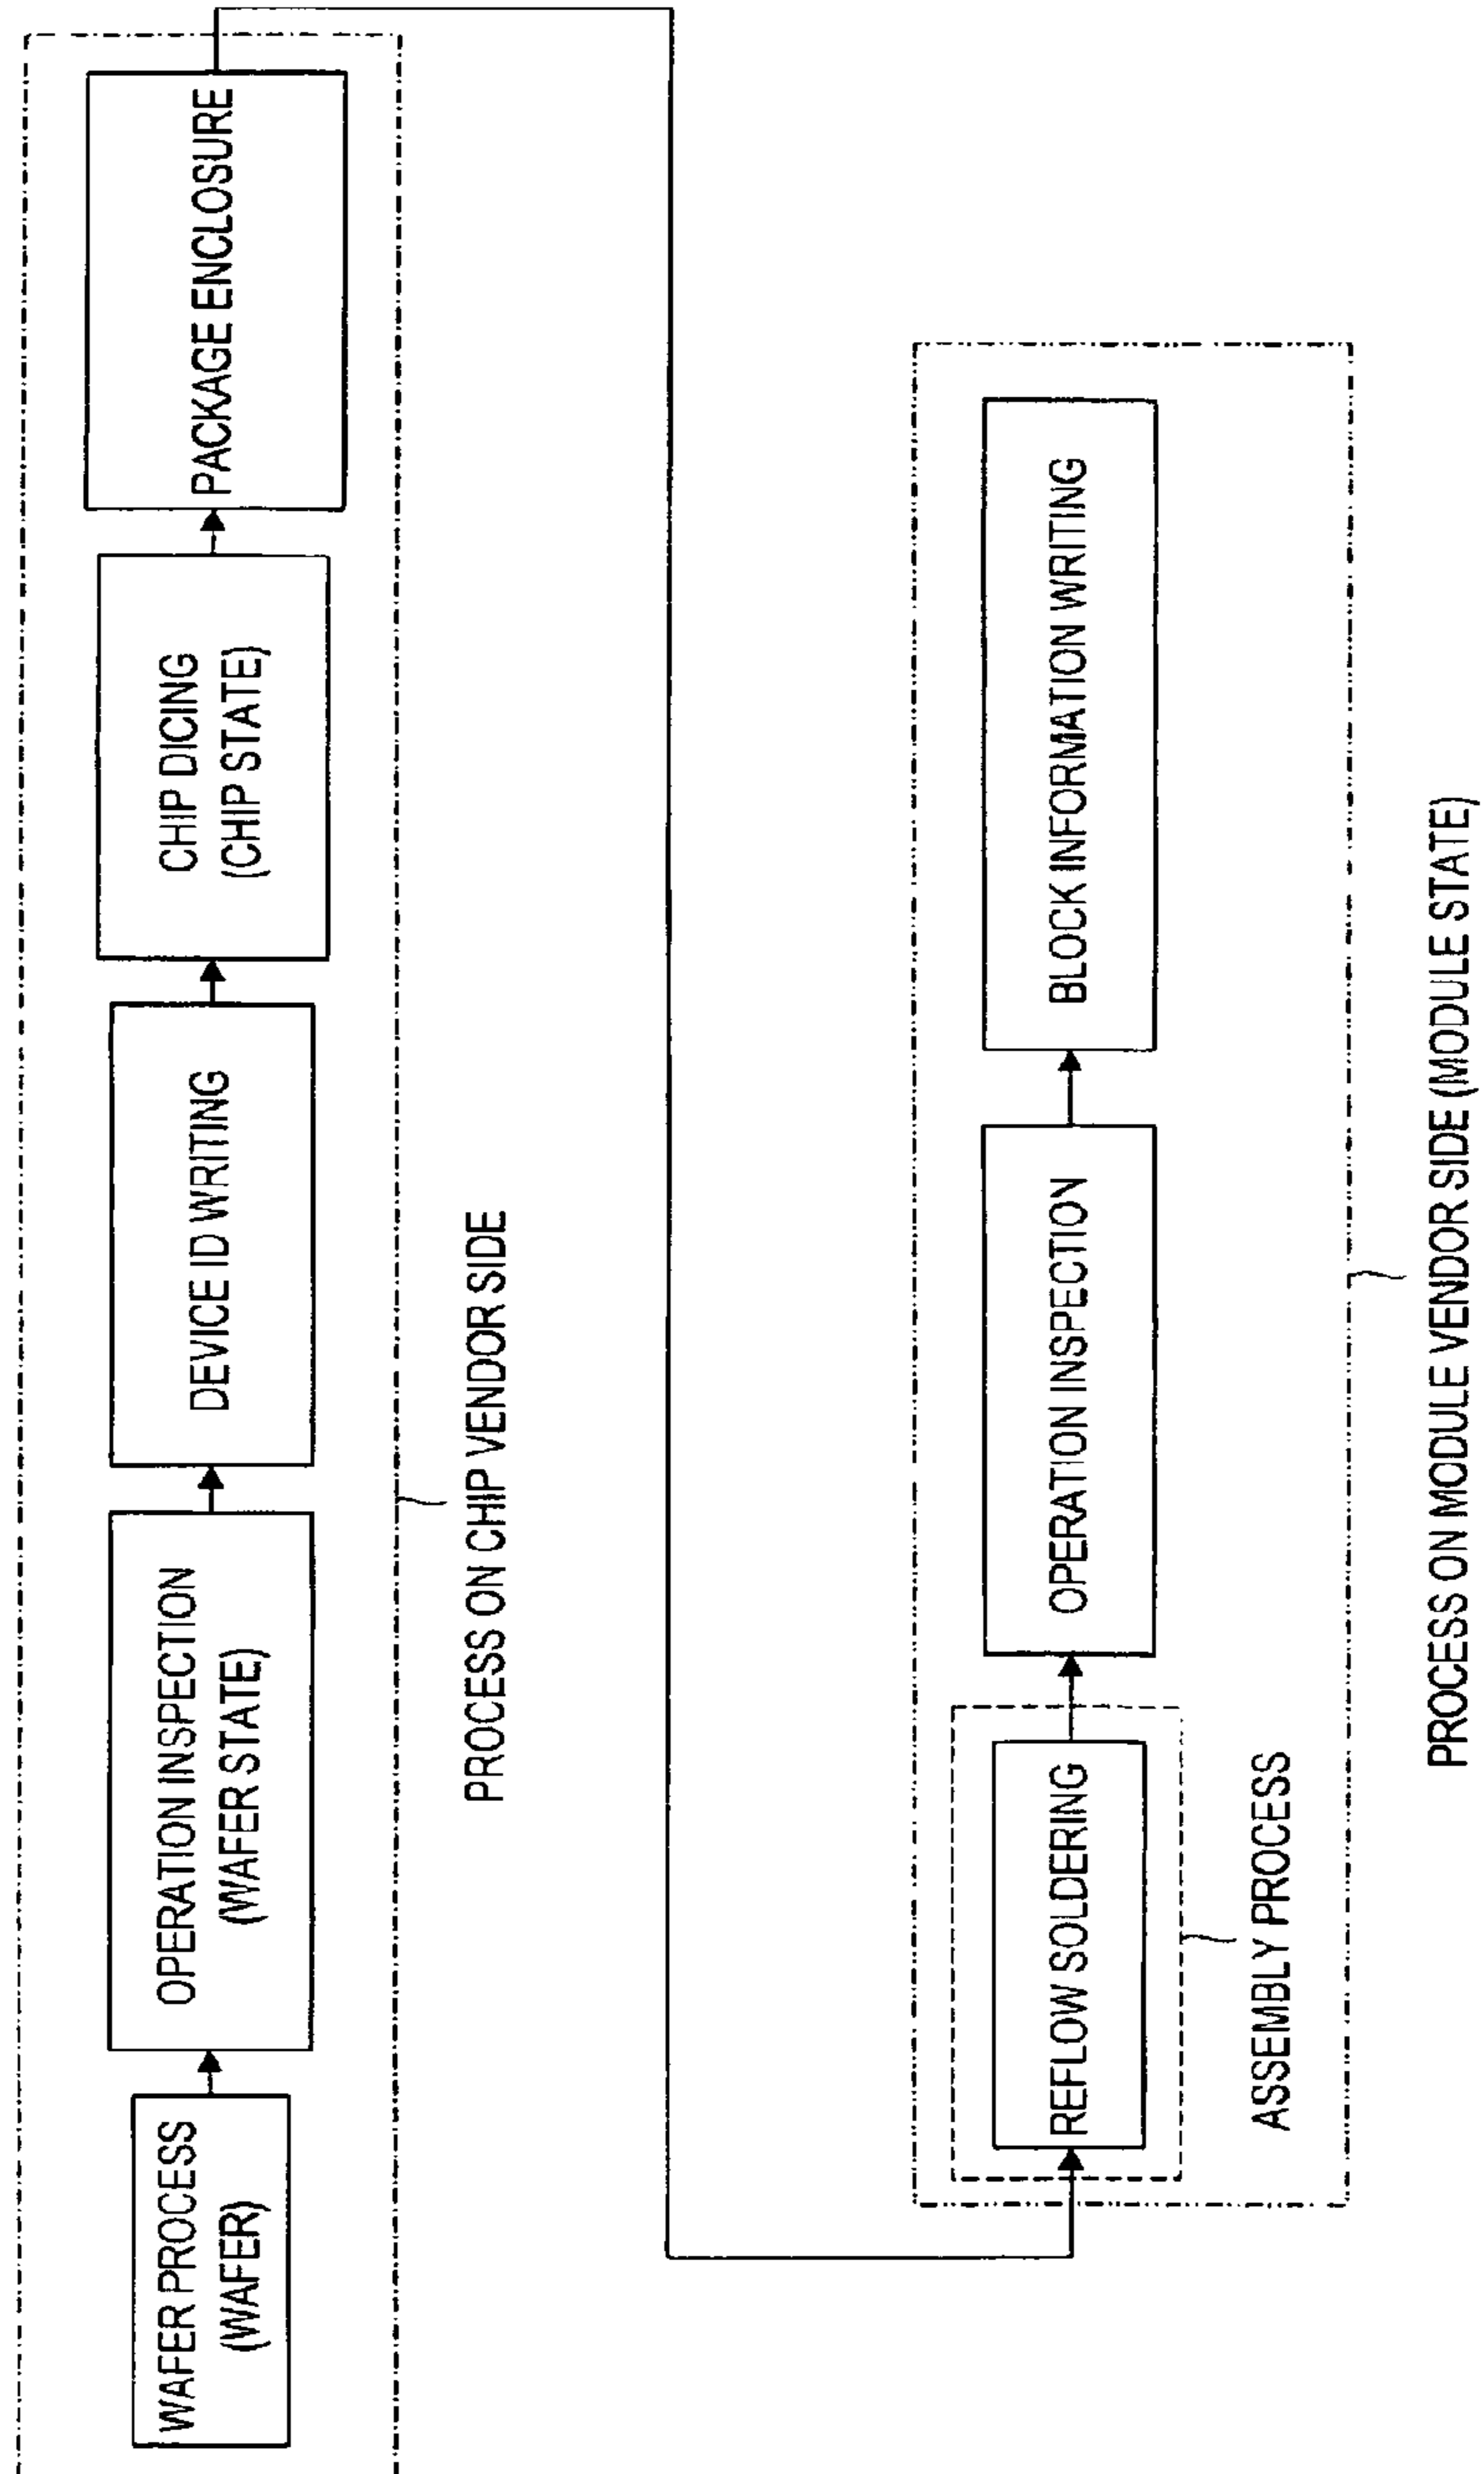 WAFER PROCESS
(WAFER)
OPERATION INSPECTION
(WAFER STATE)
DEVICE ID WRITING
CHIP DICING
(CHIP STATE)
PACKAGE ENCLOSURE
PROCESS ON CHIP VENDOR SIDE
REFLOW SOLDERING
OPERATION INSPECTION
BLOCK INFORMATION WRITING
ASSEMBLY PROCESS
PROCESS ON MODULE VENDOR SIDE (MODULE STATE)